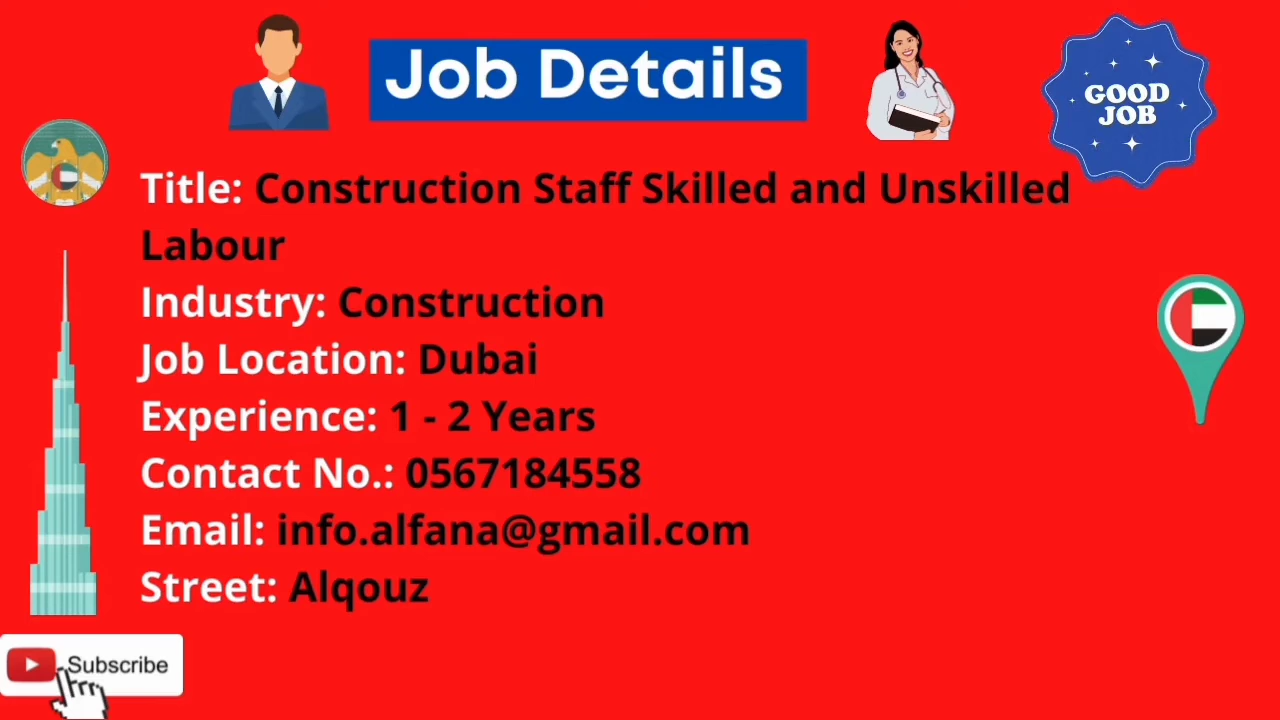 Job Details
GOOD
JOB
Title: Construction Staff Skilled and Unskilled
Labour
Industry: Construction
Job Location: Dubai
Experience: 1 - 2 Years
Contact No.: 0567184558
Email: info.alfana@gmail.com
Street: Alqouz
Subscribe